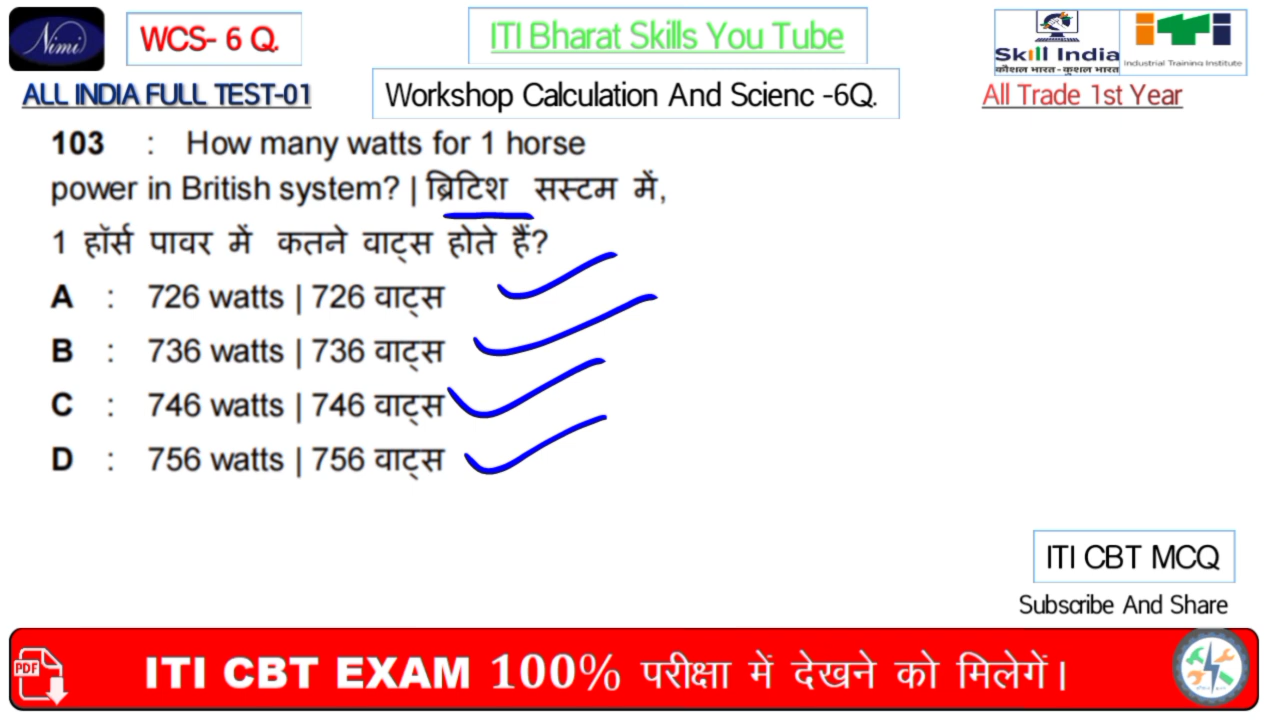 Nimi
WCS- 6 Q.
ITI Bharat Skills You Tube
Skill India
कौशल भारत-कुशल भारत
iTi
Industrial Training Institute
ALL INDIA FULL TEST-01
Workshop Calculation And Scienc -6Q.
All Trade 1st Year
103 : How many watts for 1 horse
power in British system? | ब्रिटिश सस्टम में,
1 हॉर्स पावर में कतने वाट्स होते हैं?
A : 726 watts | 726 वाट्स
B : 736 watts | 736 वाट्स
C : 746 watts | 746 वाट्स
D : 756 watts | 756 वाट्स
ITI CBT MCQ
Subscribe And Share
PDF
ITI CBT EXAM 100% परीक्षा में देखने को मिलेगें।